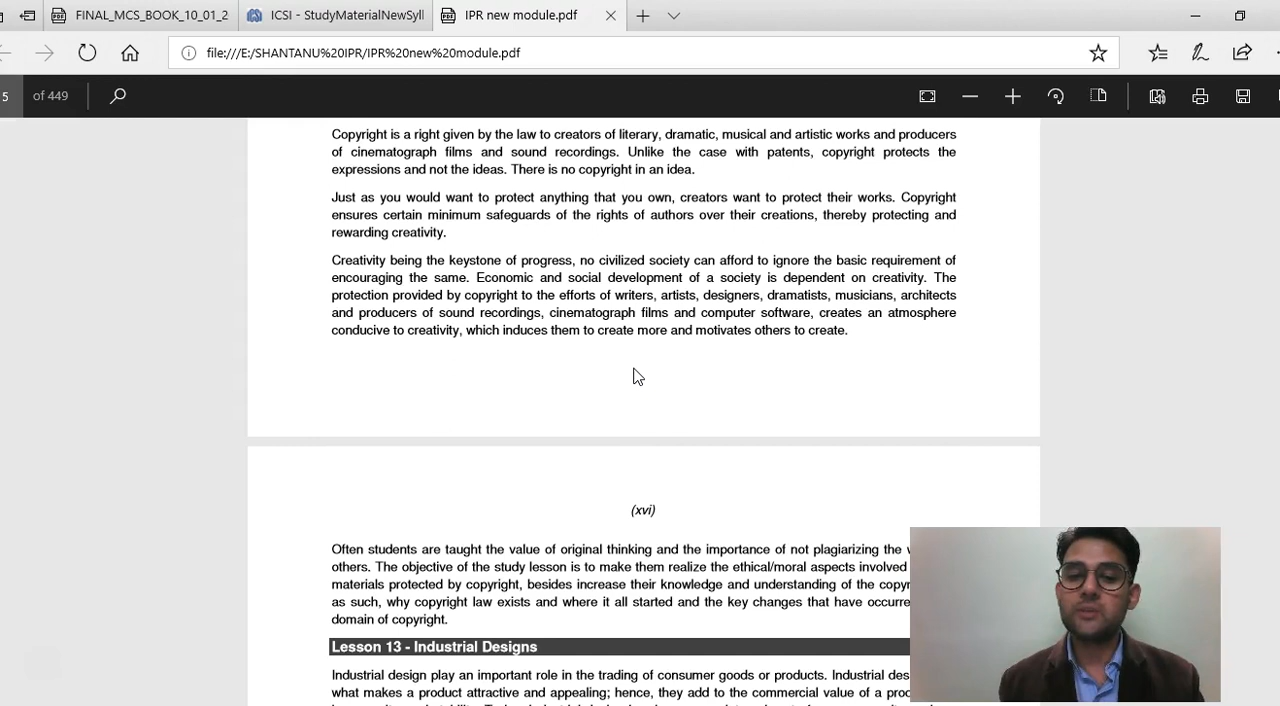 FINAL_MCS_BOOK_10_01_2
ICSI - StudyMaterialNewSyll
IPR new module.pdf
file:///E:/SHANTANU%20IPR/IPR%20new%20module.pdf
5 of 449
Copyright is a right given by the law to creators of literary, dramatic, musical and artistic works and producers
of cinematograph films and sound recordings. Unlike the case with patents, copyright protects the
expressions and not the ideas. There is no copyright in an idea.
Just as you would want to protect anything that you own, creators want to protect their works. Copyright
ensures certain minimum safeguards of the rights of authors over their creations, thereby protecting and
rewarding creativity.
Creativity being the keystone of progress, no civilized society can afford to ignore the basic requirement of
encouraging the same. Economic and social development of a society is dependent on creativity. The
protection provided by copyright to the efforts of writers, artists, designers, dramatists, musicians, architects
and producers of sound recordings, cinematograph films and computer software, creates an atmosphere
conducive to creativity, which induces them to create more and motivates others to create.
(xvi)
Often students are taught the value of original thinking and the importance of not plagiarizing the
others. The objective of the study lesson is to make them realize the ethical/moral aspects involved
materials protected by copyright, besides increase their knowledge and understanding of the copyr
as such, why copyright law exists and where it all started and the key changes that have occurre
domain of copyright.
Lesson 13 - Industrial Designs
Industrial design play an important role in the trading of consumer goods or products. Industrial des
what makes a product attractive and appealing; hence, they add to the commercial value of a proc